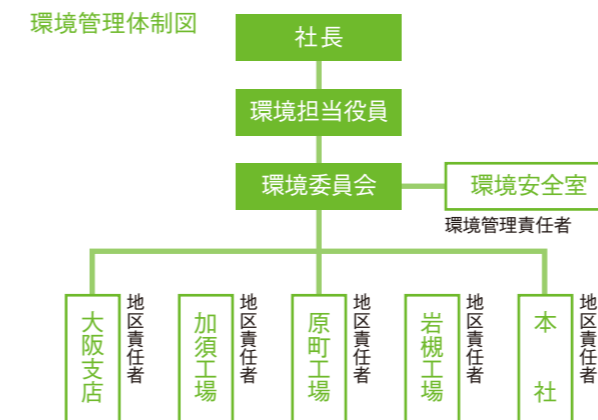 環境管理体制図
社長
環境担当役員
環境委員会
環境安全室
環境管理責任者
大阪支店
地区責任者
加須工場
地区責任者
原町工場
地区責任者
岩槻工場
地区責任者
本社
地区責任者